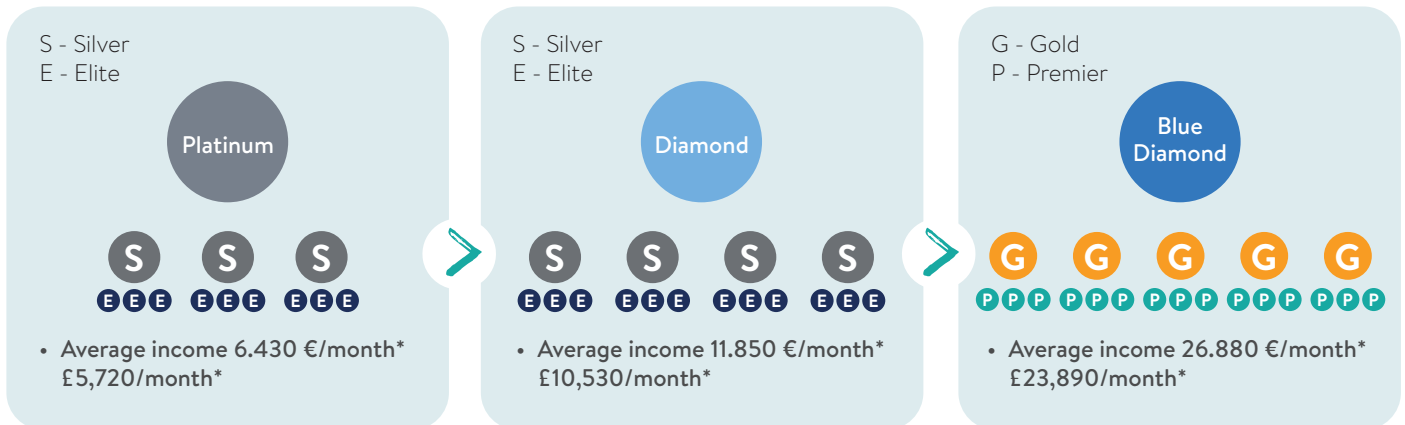 S - Silver
E - Elite
Platinum
S S S
E E E E E E E E E
• Average income 6.430 €/month*
£5,720/month*
S - Silver
E - Elite
Diamond
S S S S
E E E E E E E E E E E E
• Average income 11.850 €/month*
£10,530/month*
G - Gold
P - Premier
Blue
Diamond
G G G G G
P P P P P P P P P P P P P P P
• Average income 26.880 €/month*
£23,890/month*